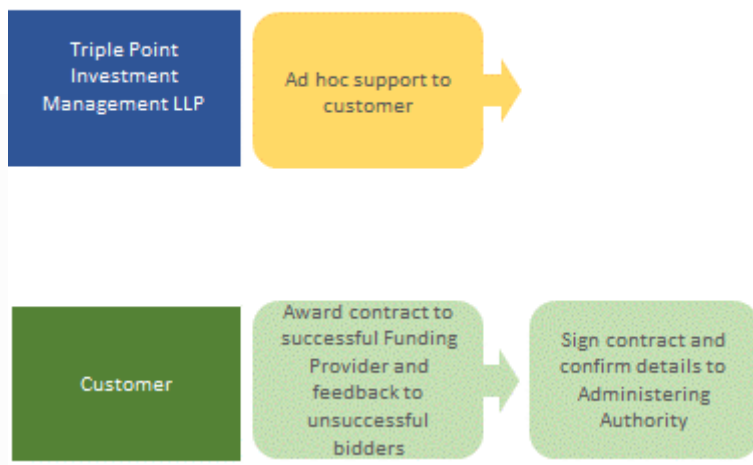 Triple Point
Investment
Management LLP
Ad hoc support to
customer
Customer
Award contract to
successful Funding
Provider and
feedback to
unsuccessful
bidders
Sign contract and
confirm details to
Administering
Authority